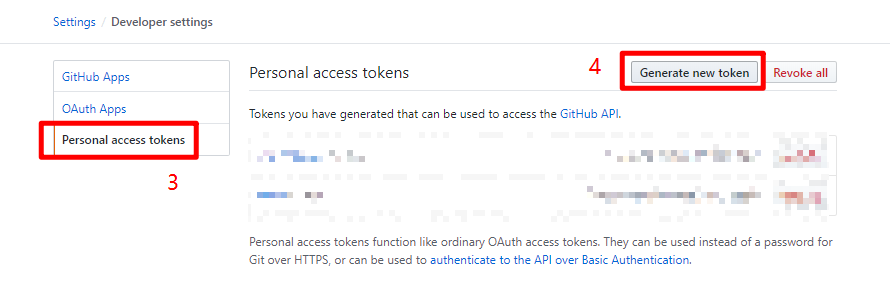 Settings / Developer settings
GitHub Apps
OAuth Apps
Personal access tokens
3
Personal access tokens
4
Generate new token
Revoke all
Tokens you have generated that can be used to access the GitHub API.
Personal access tokens function like ordinary OAuth access tokens. They can be used instead of a password for
Git over HTTPS, or can be used to authenticate to the API over Basic Authentication.